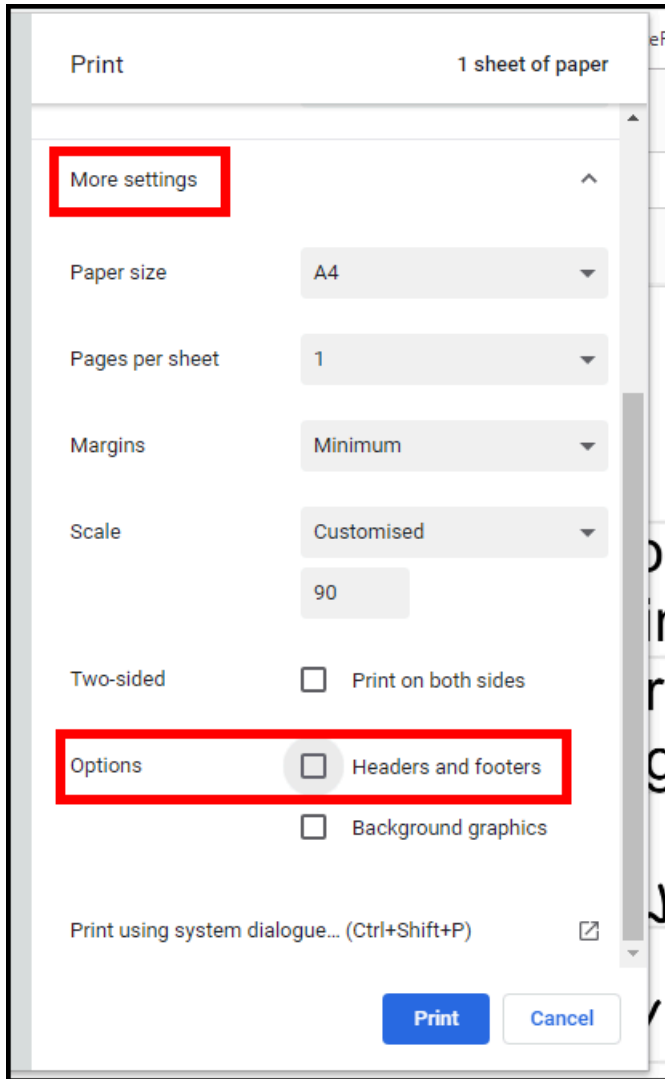 Print 1 sheet of paper
More settings
Paper size A4
Pages per sheet 1
Margins Minimum
Scale Customised
90
Two-sided Print on both sides
Options Headers and footers
Background graphics
Print using system dialogue... (Ctrl+Shift+P)
Print Cancel